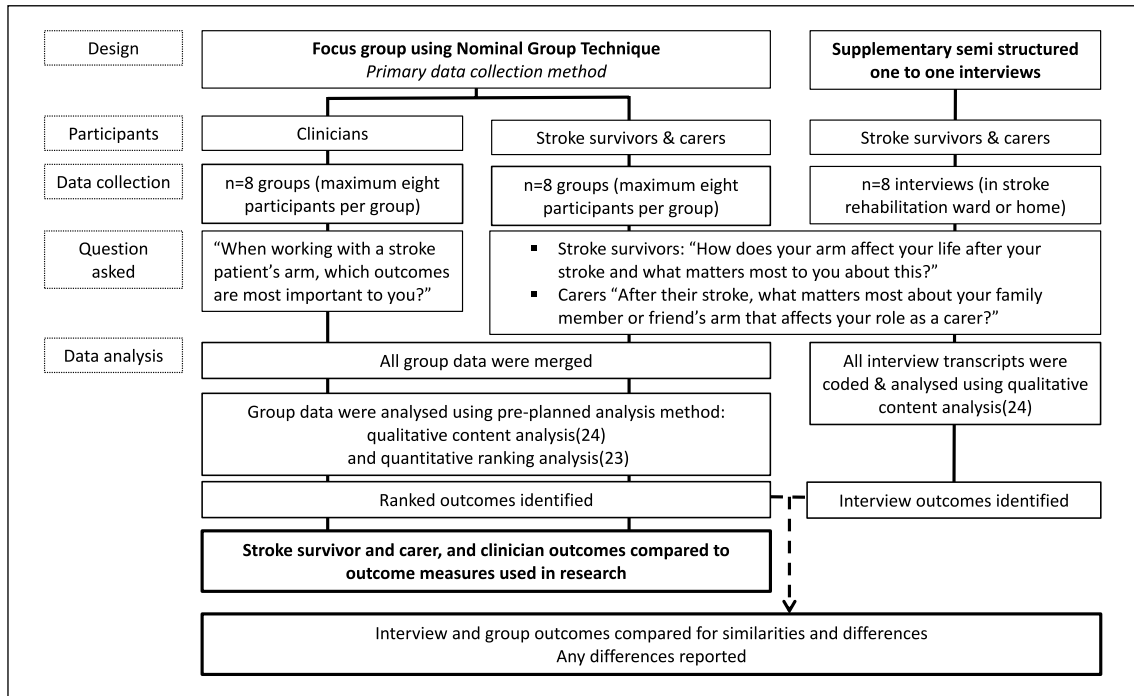 Design
Focus group using Nominal Group Technique
Primary data collection method
Supplementary semi structured
one to one interviews
Participants
Clinicians
Stroke survivors & carers
Stroke survivors & carers
Data collection
n=8 groups (maximum eight
participants per group)
n=8 groups (maximum eight
participants per group)
n=8 interviews (in stroke
rehabilitation ward or home)
Question
asked
“When working with a stroke
patient’s arm, which outcomes
are most important to you?”
▪ Stroke survivors: “How does your arm affect your life after your
stroke and what matters most to you about this?”
▪ Carers “After their stroke, what matters most about your family
member or friend’s arm that affects your role as a carer?”
Data analysis
All group data were merged
All interview transcripts were
coded & analysed using qualitative
content analysis(24)
Group data were analysed using pre-planned analysis method:
qualitative content analysis(24)
and quantitative ranking analysis(23)
Ranked outcomes identified
Interview outcomes identified
Stroke survivor and carer, and clinician outcomes compared to
outcome measures used in research
Interview and group outcomes compared for similarities and differences
Any differences reported